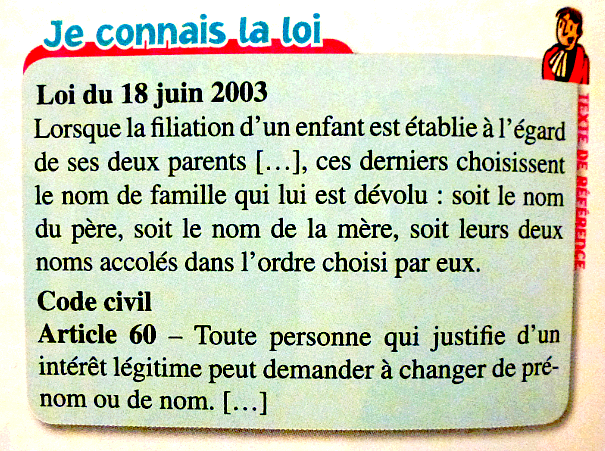 Je connais la loi
Loi du 18 juin 2003
Lorsque la filiation d'un enfant est établie à l'égard
de ses deux parents […], ces derniers choisissent
le nom de famille qui lui est dévolu : soit le nom
du père, soit le nom de la mère, soit leurs deux
noms accolés dans l'ordre choisi par eux.
Code civil
Article 60 – Toute personne qui justifie d'un
intérêt légitime peut demander à changer de pré-
nom ou de nom. […]
TEXTE DE RÉFÉRENCE